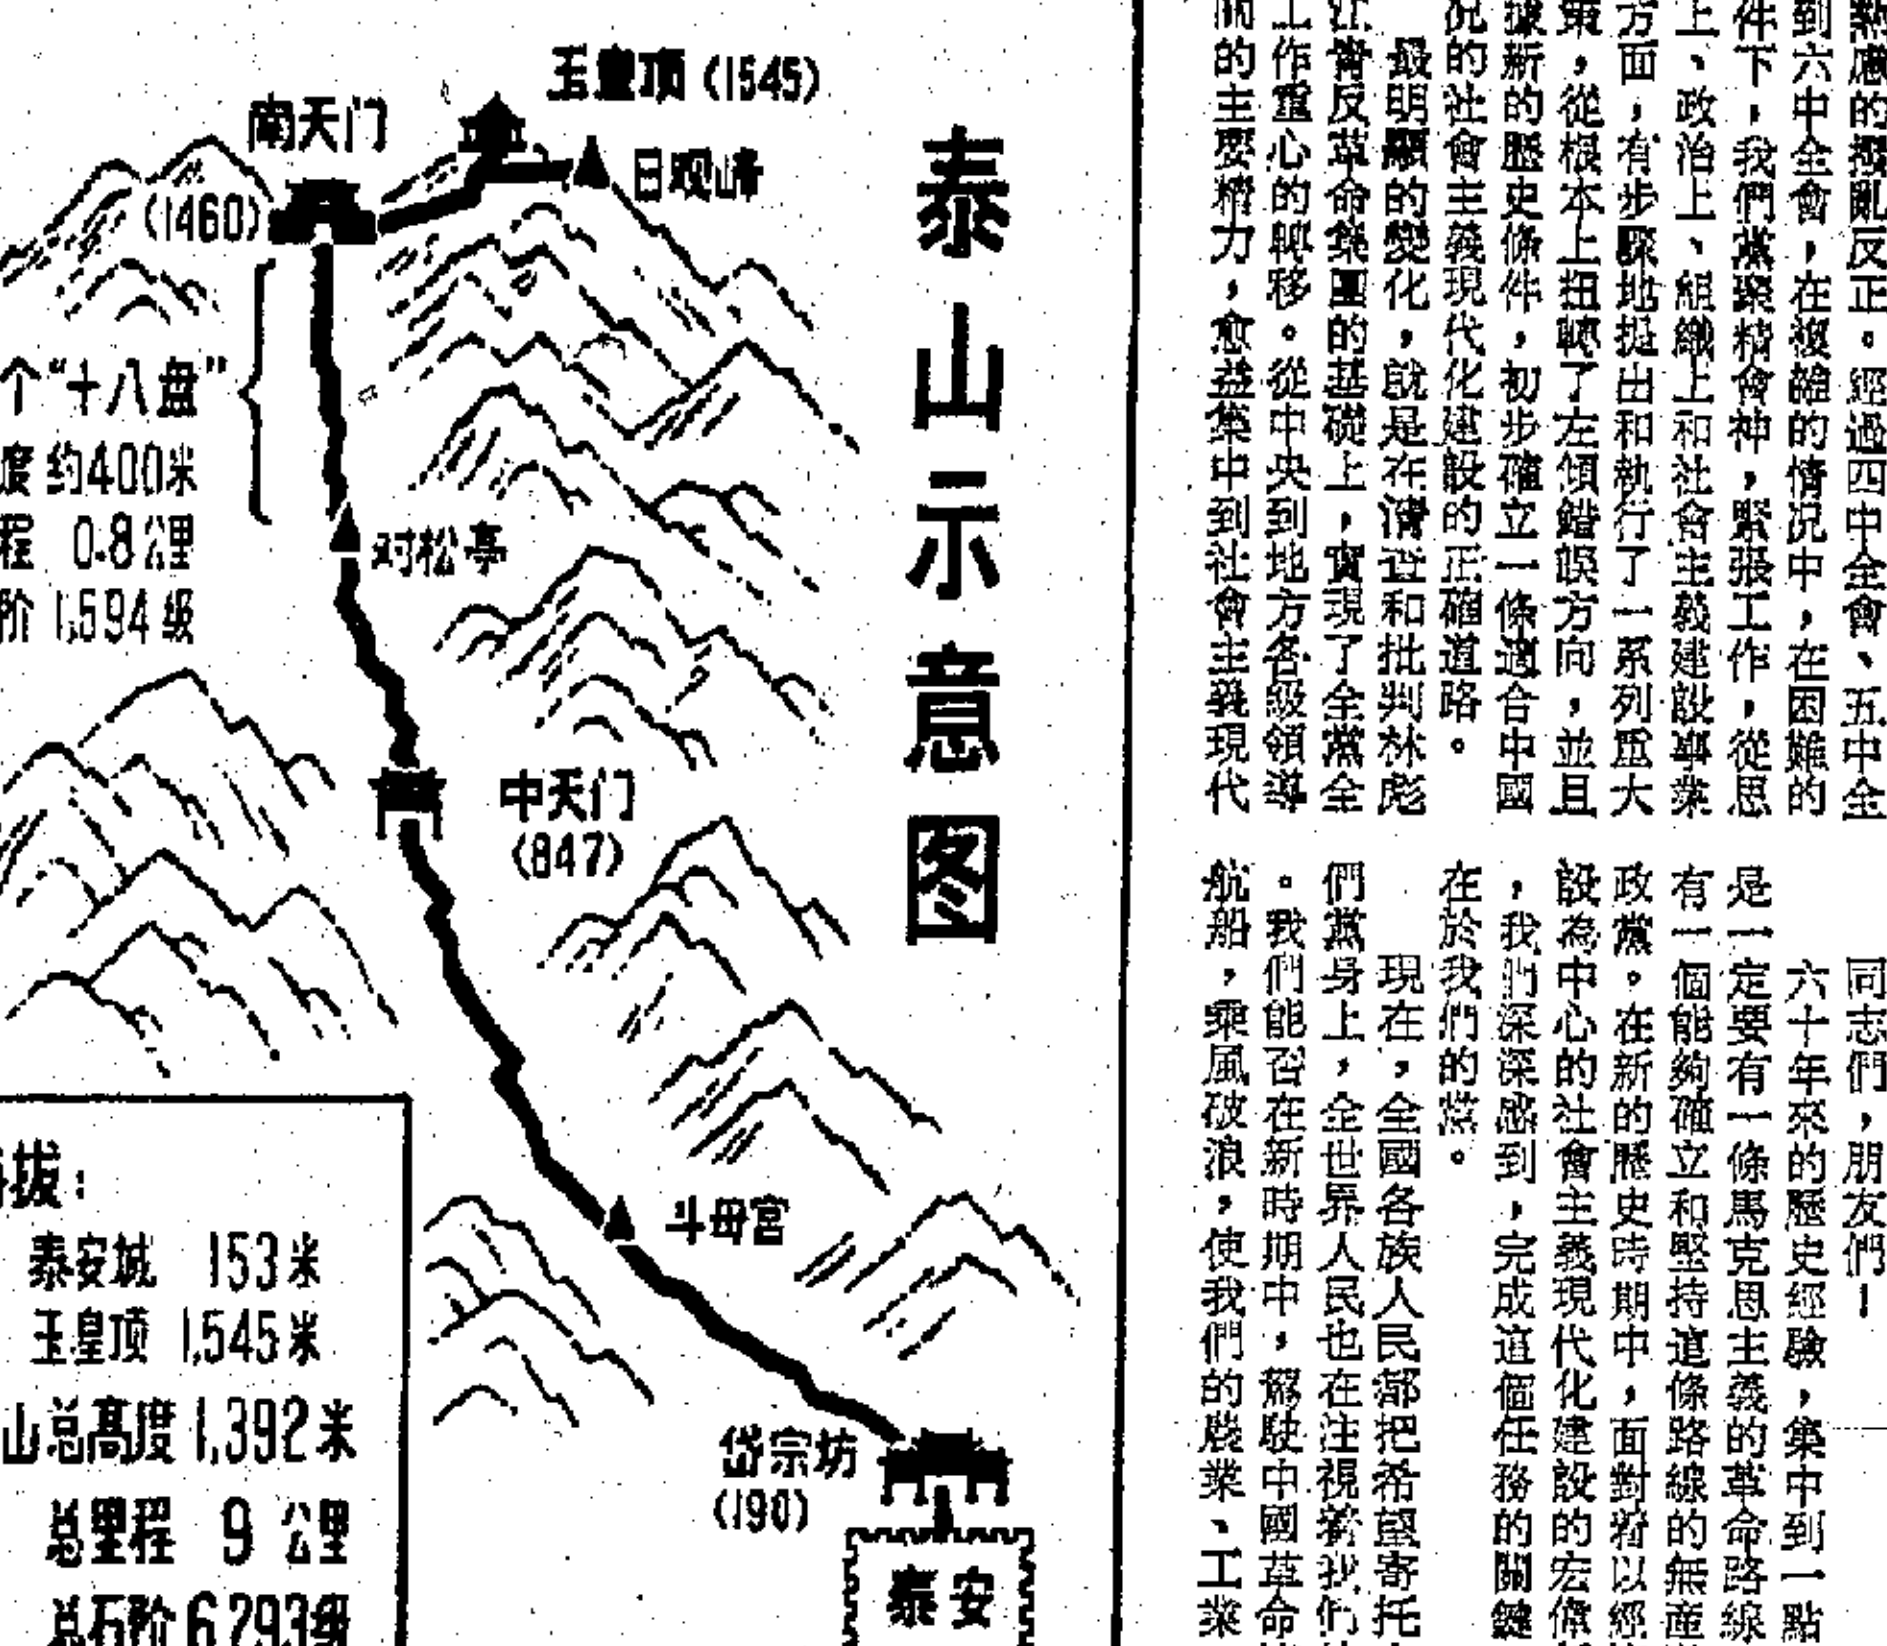 泰山示意图
玉皇顶(1545)
南天门
(1460)
日观峰
个“十八盘”
度约400米
程 0.8公里
阶1,594级
对松亭
中天门
(847)
斗母宫
岱宗坊
(190)
泰安
拔:
泰安城 153米
玉皇顶 1,545米
山总高度1,392米
总里程 9 公里
总石阶6293级
熟慮的撥亂反正。經過四中全會、五中全
到六中全會,在複雜的情况中,在困難的
件下,我們黨聚精會神,緊張工作,從思
上、政治上、組織上和社會主義建設事業
方面,有步驟地提出和執行了一系列重大
策,從根本上扭轉了左傾錯誤方向,並且
據新的歷史條件,初步確立一條適合中國
况的社會主義現代化建設的正確道路。
最明顯的變化,就是在清查和批判林彪
江青反革命集團的基礎上,實現了全黨全
工作重心的轉移。從中央到地方各級領導
關的主要精力,愈益集中到社會主義現代
同志們,朋友們!
六十年來的歷史經驗,集中到一點
是一定要有一條馬克思主義的革命路線
有一個能夠確立和堅持這條路線的無產
政黨。在新的歷史時期中,面對着以經
設為中心的社會主義現代化建設的宏偉
,我們深深感到,完成這個任務的關鍵
在於我們的黨。
現在,全國各族人民都把希望寄托
們黨身上,全世界人民也在注視着我們
。我們能否在新時期中,駕駛中國革命
航船,乘風破浪,使我們的農業、工業